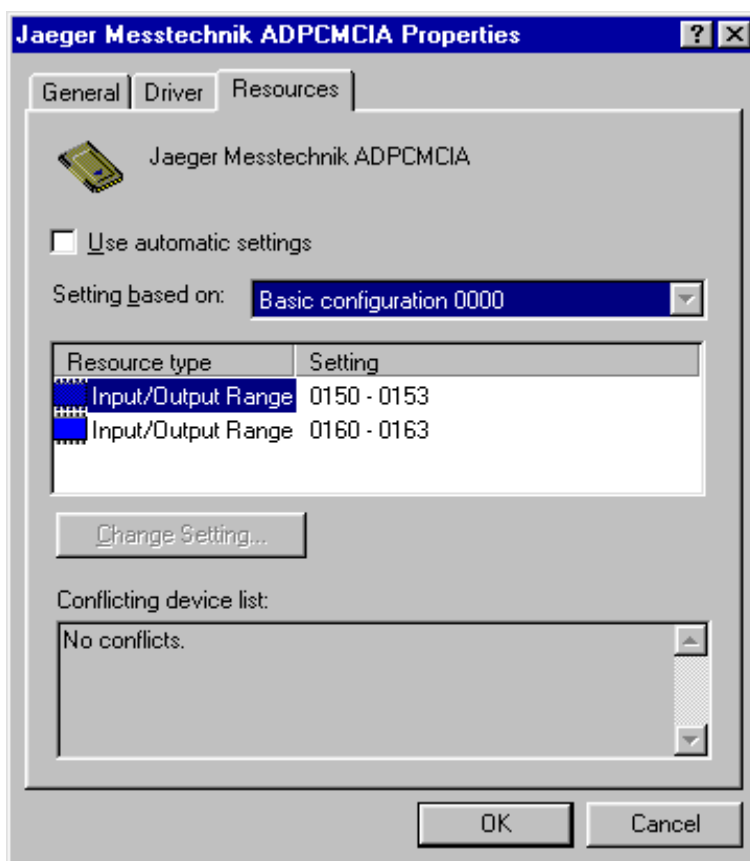 Jaeger Messtechnik ADPCMCIA Properties
General Driver Resources
Jaeger Messtechnik ADPCMCIA
Use automatic settings
Setting based on: Basic configuration 0000
Resource type Setting
Input/Output Range 0150 - 0153
Input/Output Range 0160 - 0163
Change Setting...
Conflicting device list:
No conflicts.
OK Cancel